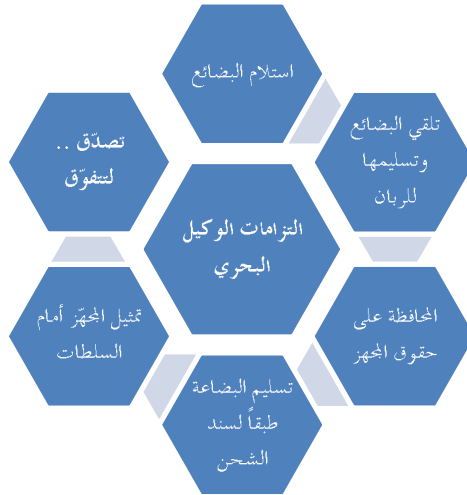 استلام البضائع
تلقي البضائع
وتسليمها
للربان
المحافظة على
حقوق المجهز
تسليم البضاعة
طبقاً لسند
الشحن
تمثيل المجهّز أمام
السلطات
تصدّق ..
لتتفوّق
التزامات الوكيل
البحري